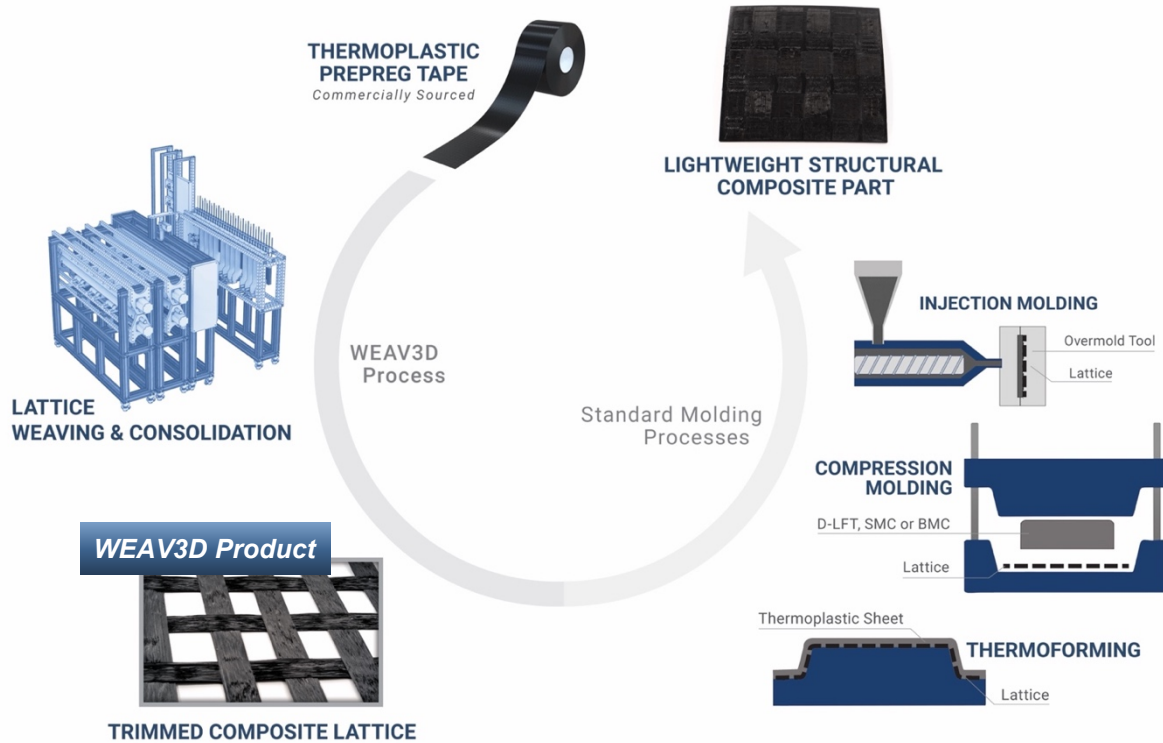 THERMOPLASTIC
PREPREG TAPE
Commercially Sourced
LIGHTWEIGHT STRUCTURAL
COMPOSITE PART
INJECTION MOLDING
Overmold Tool
Lattice
WEAV3D
Process
LATTICE
WEAVING & CONSOLIDATION
Standard Molding
Processes
COMPRESSION
MOLDING
D-LFT, SMC or BMC
Lattice
WEAV3D Product
Thermoplastic Sheet
THERMOFORMING
Lattice
TRIMMED COMPOSITE LATTICE